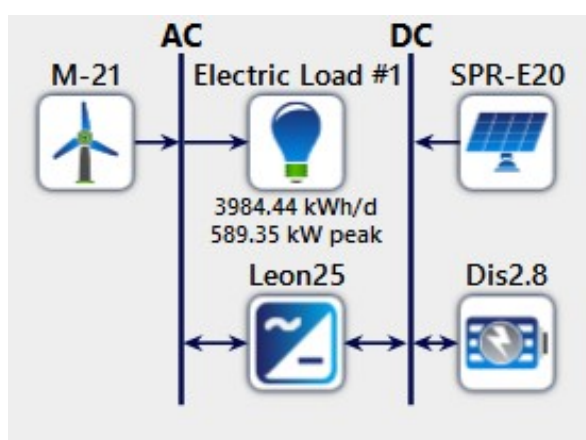 AC DC
M-21 Electric Load #1 SPR-E20
3984.44 kWh/d
589.35 kW peak
Leon25 Dis2.8